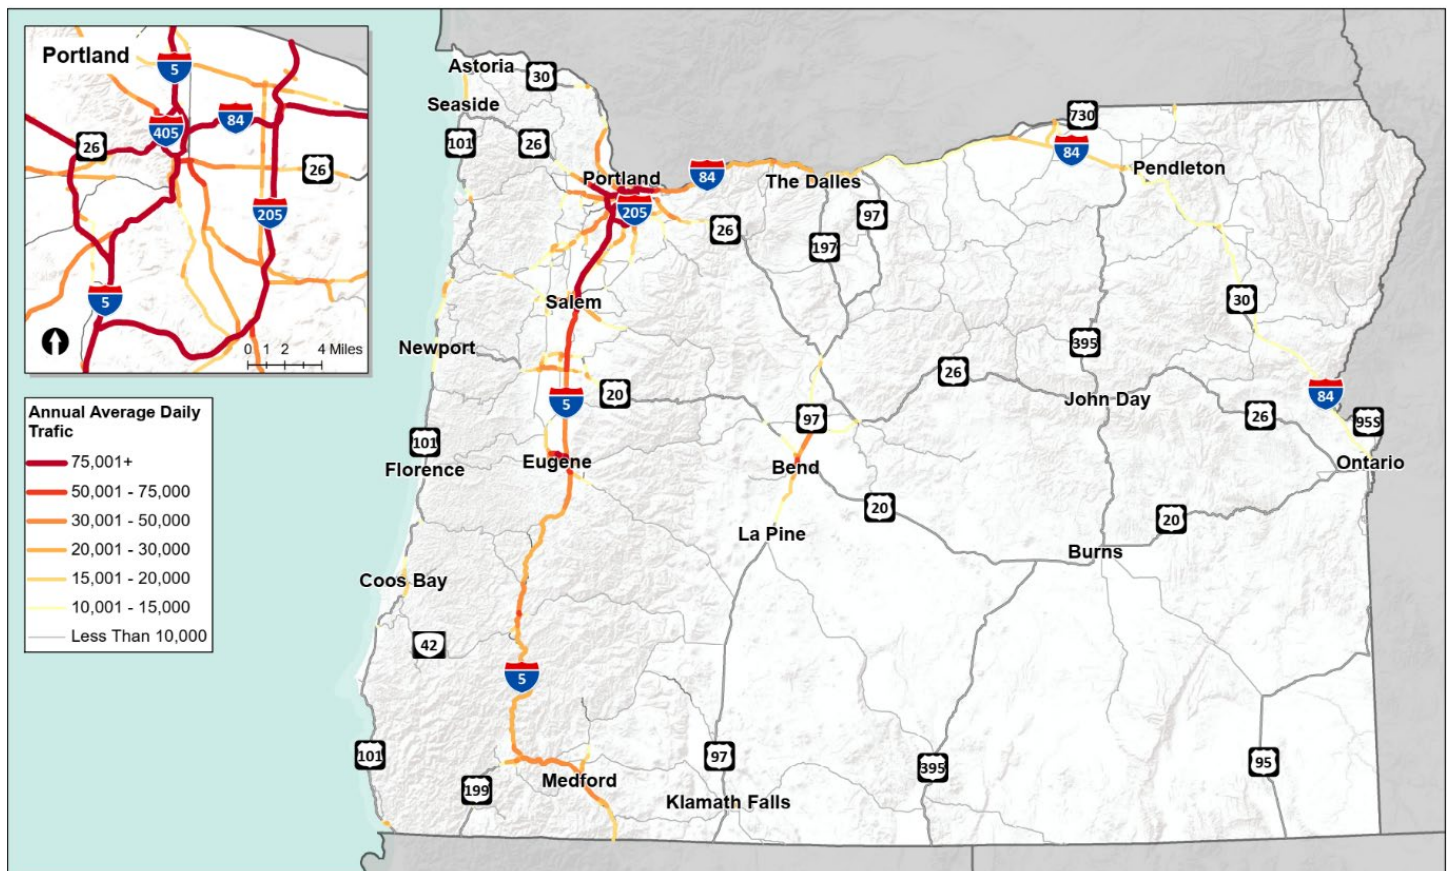 Portland
5
405
84
26
26
205
5
0 1 2 4 Miles
Annual Average Daily
Trafic
75,001+
50,001 - 75,000
30,001 - 50,000
20,001 - 30,000
15,001 - 20,000
10,001 - 15,000
Less Than 10,000
Astoria
30
Seaside
101
26
730
84
Portland
84
The Dalles
Pendleton
205
97
26
197
Salem
30
Newport
395
26
20
John Day
5
97
84
26
95S
101
Florence
Eugene
Bend
Ontario
20
20
La Pine
Burns
Coos Bay
42
5
101
97
395
95
Medford
199
Klamath Falls